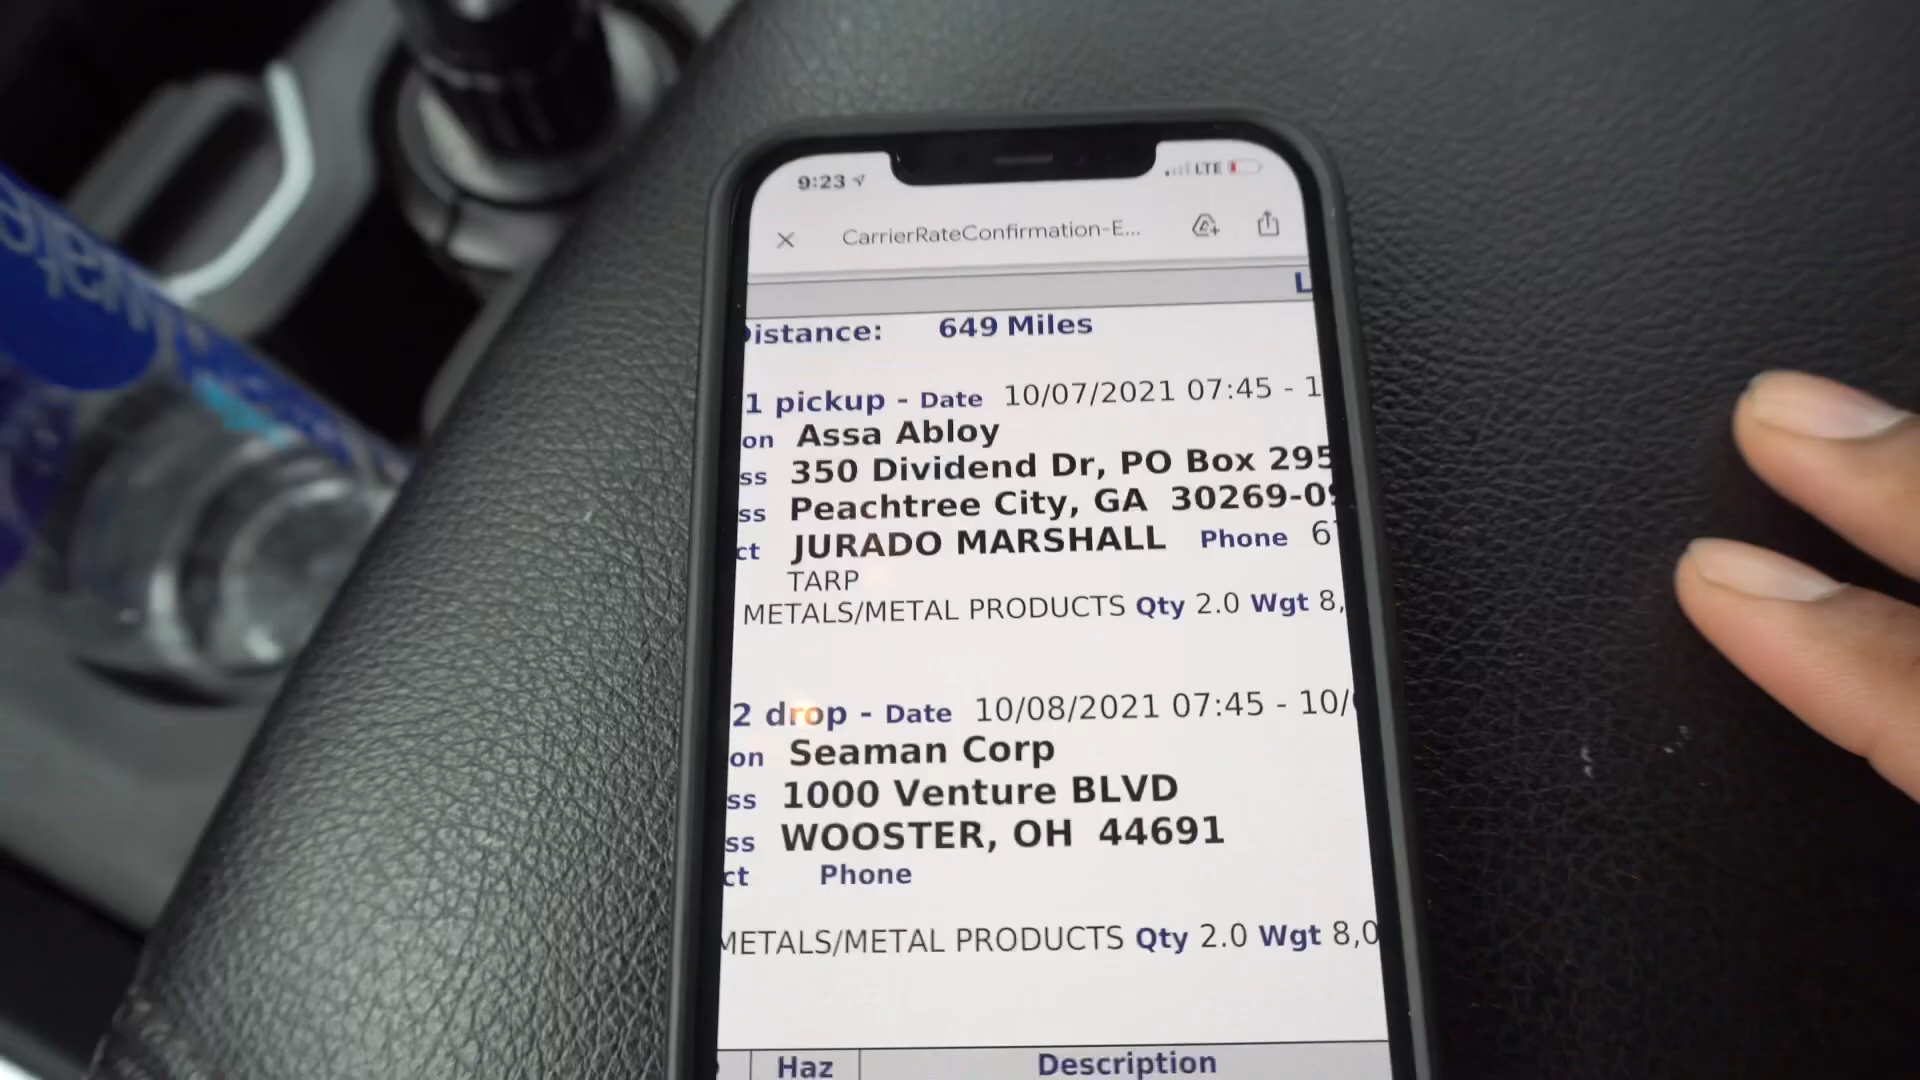 9:23 LTE
CarrierRateConfirmation-E...
L
Distance: 649 Miles
1 pickup - Date 10/07/2021 07:45 - 1
on Assa Abloy
ss 350 Dividend Dr, PO Box 295
ss Peachtree City, GA 30269-09
ct JURADO MARSHALL Phone 6
TARP
METALS/METAL PRODUCTS Qty 2.0 Wgt 8,
2 drop - Date 10/08/2021 07:45 - 10/
on Seaman Corp
ss 1000 Venture BLVD
ss WOOSTER, OH 44691
ct Phone
METALS/METAL PRODUCTS Qty 2.0 Wgt 8,0
Haz Description